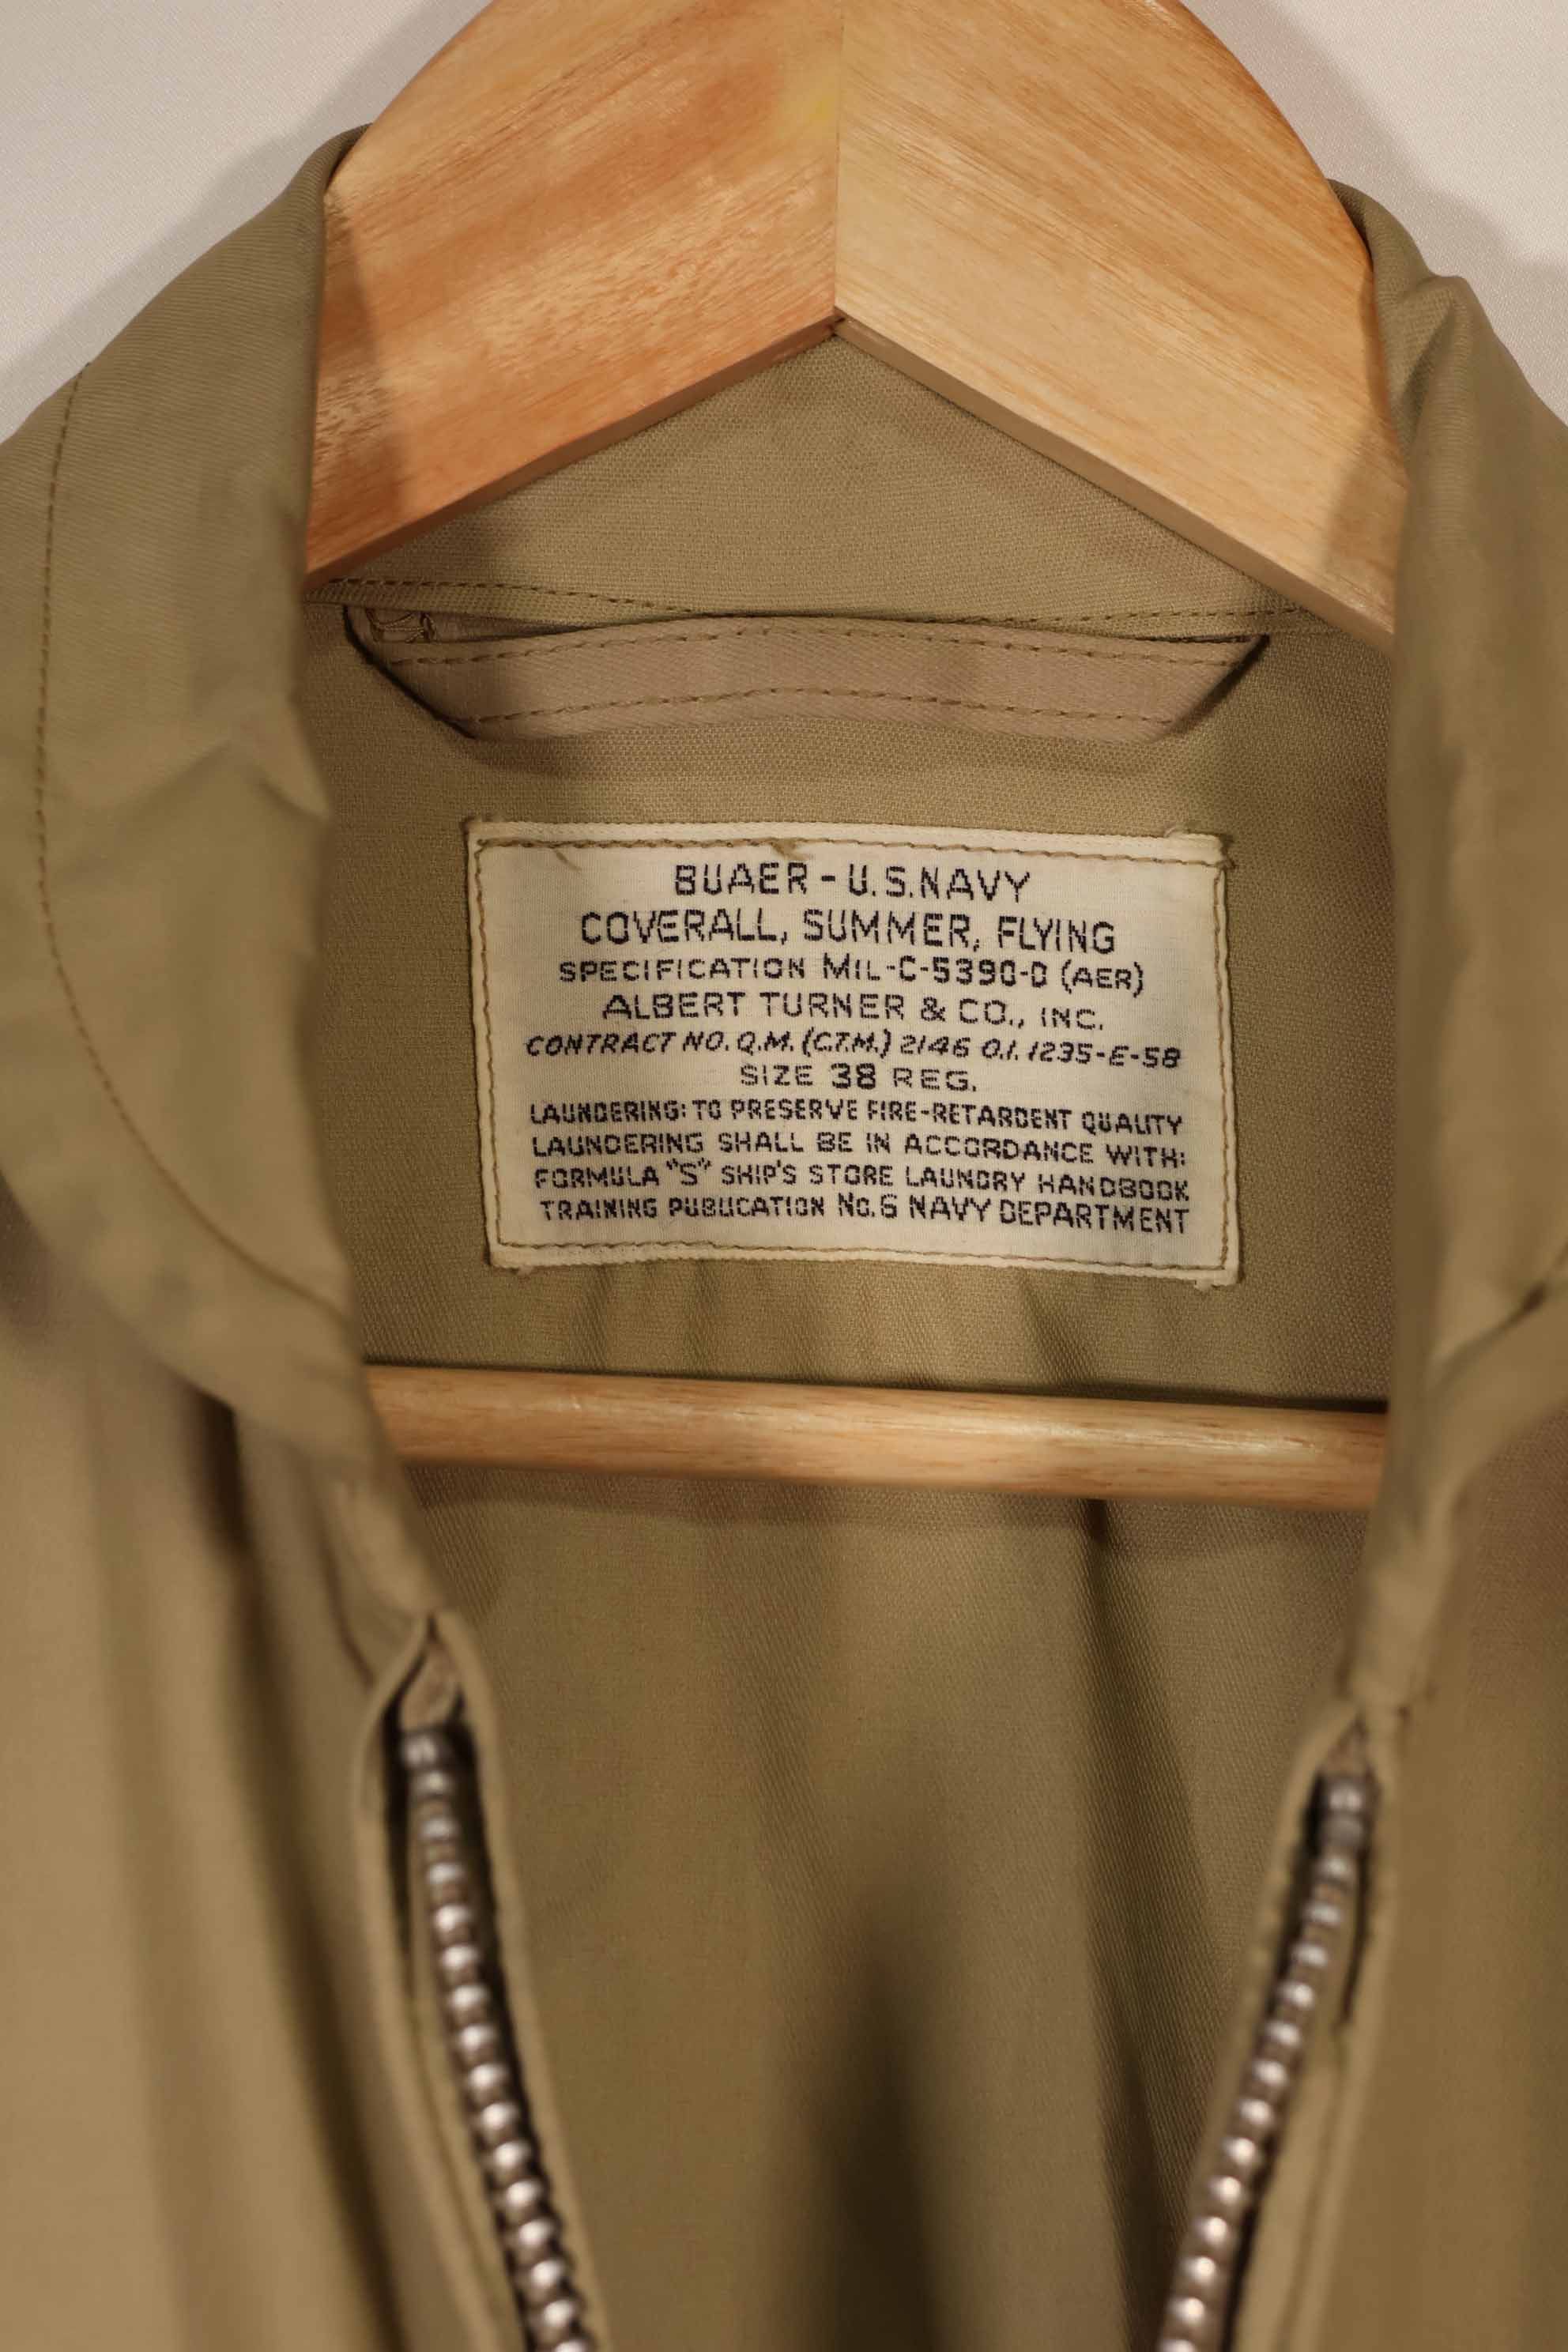 BUAER - U.S. NAVY
COVERALL, SUMMER, FLYING
SPECIFICATION MIL-C-5390-D (AER)
ALBERT TURNER & CO., INC.
CONTRACT NO. Q.M. (C.T.M.) 2146 O.I. 1235-E-58
SIZE 38 REG.
LAUNDERING: TO PRESERVE FIRE-RETARDENT QUALITY
LAUNDERING SHALL BE IN ACCORDANCE WITH:
FORMULA "S" SHIP'S STORE LAUNDRY HANDBOOK
TRAINING PUBLICATION No. 6 NAVY DEPARTMENT